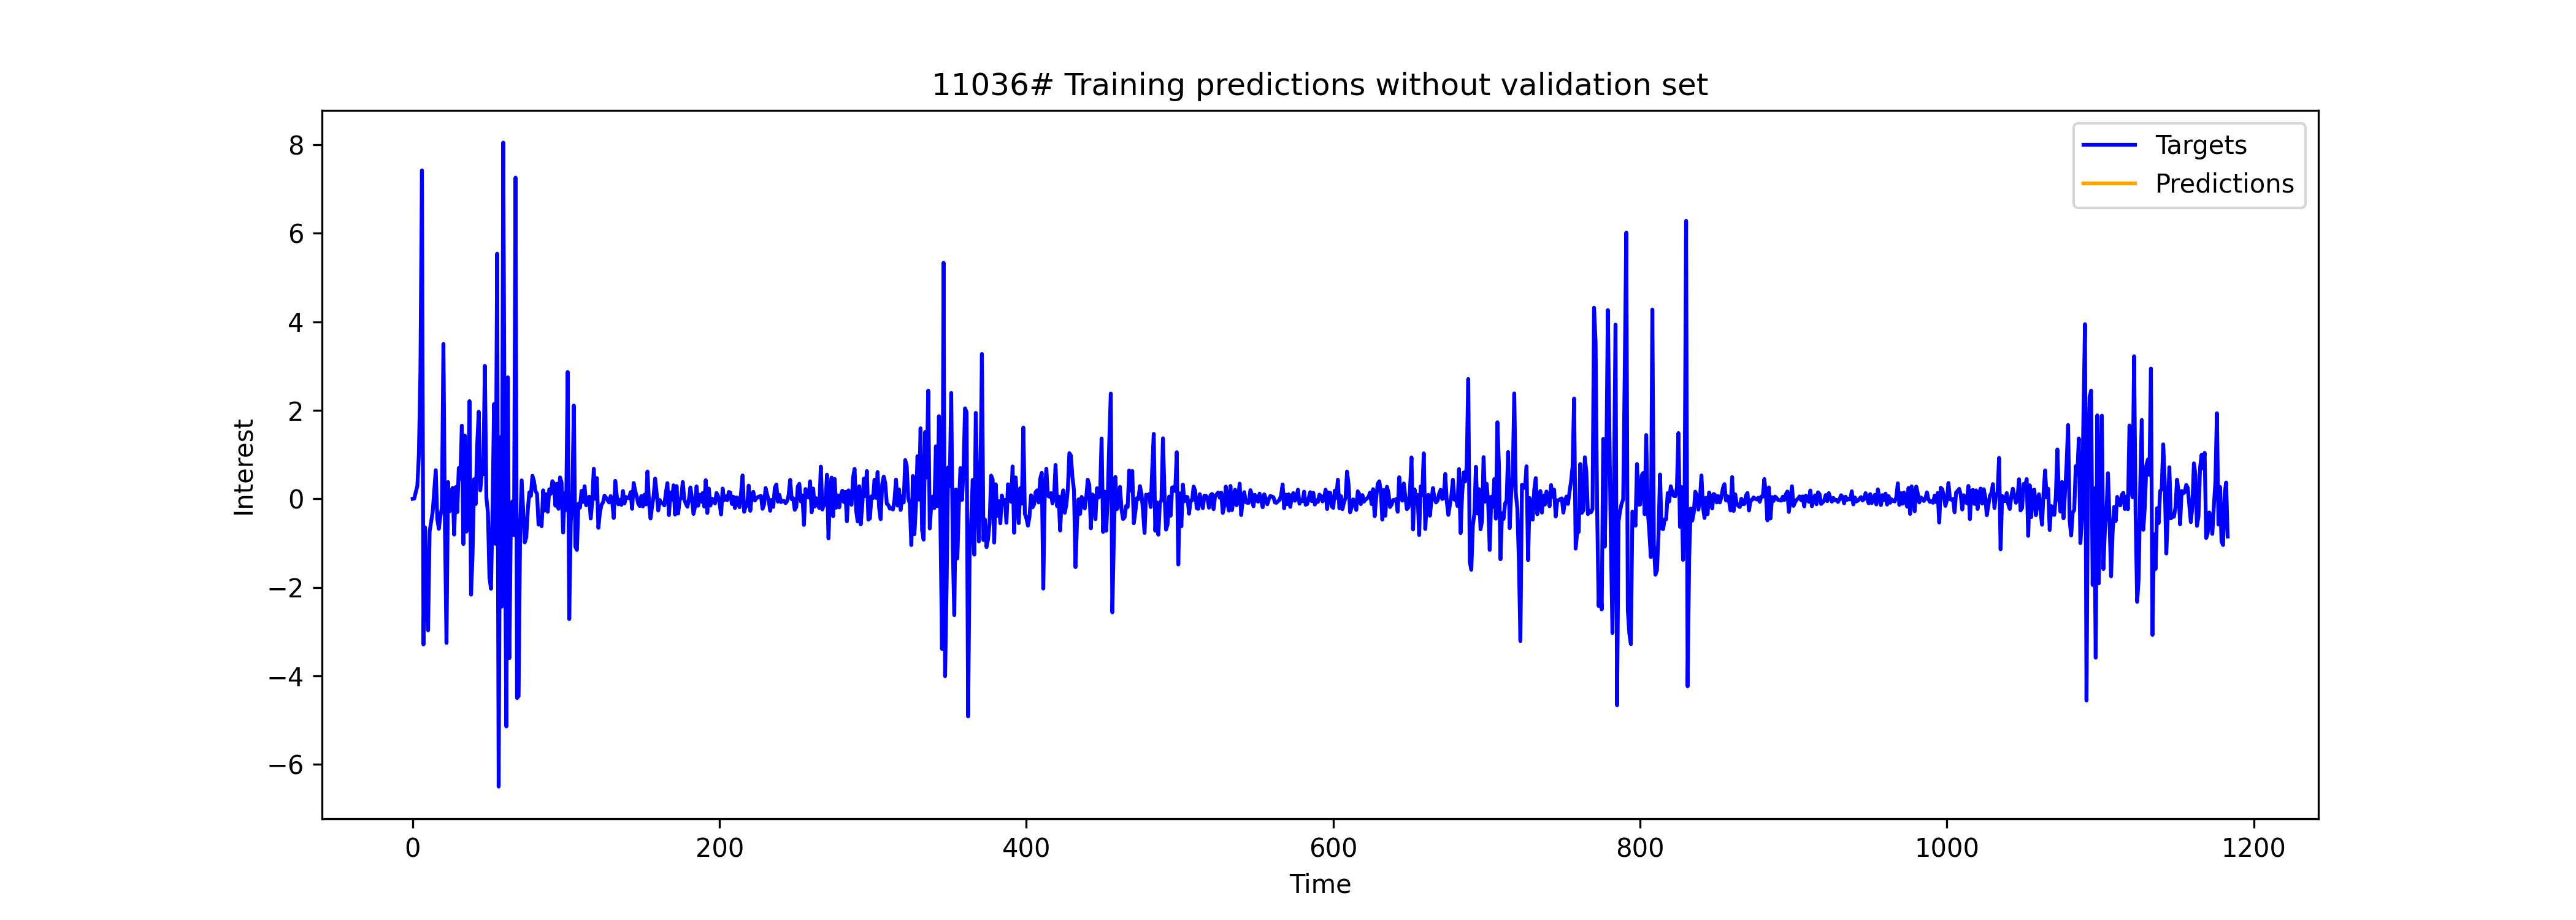 11036# Training predictions without validation set
Targets
Predictions
8
6
4
2
0
−2
−4
−6
Interest
0 200 400 600 800 1000 1200
Time